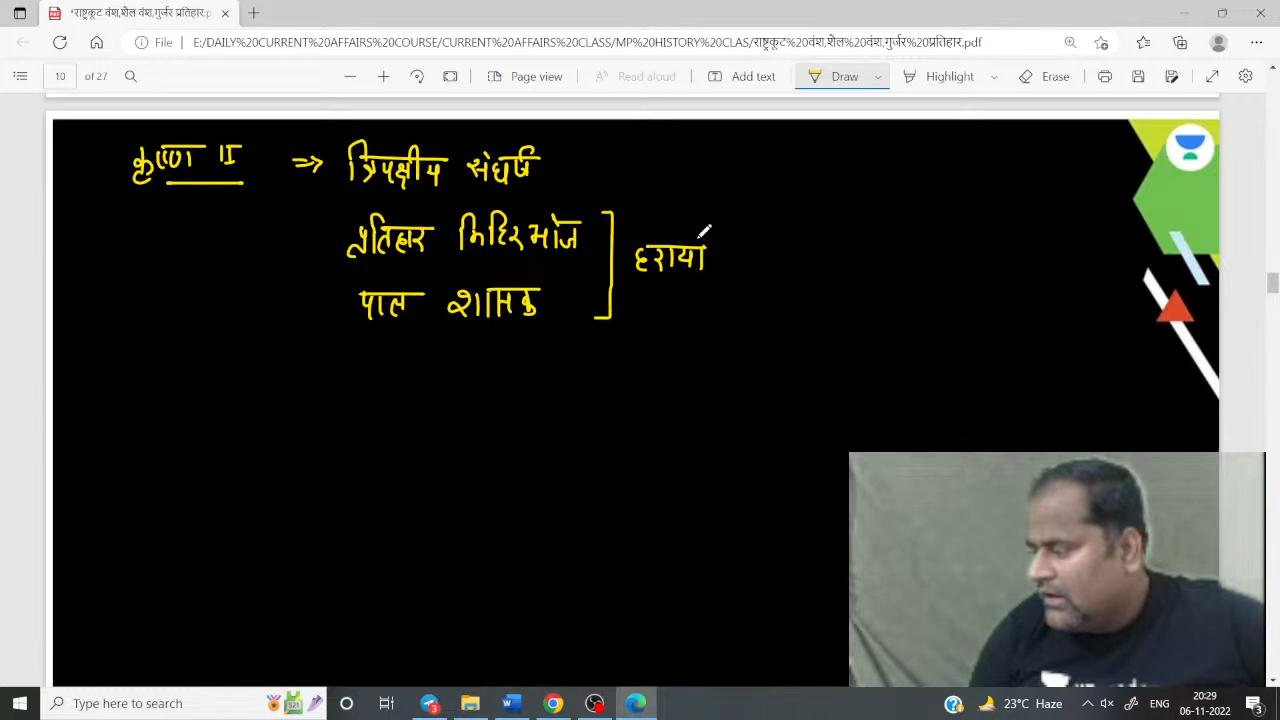 *राष्ट्रकूट वंश,शैल वंश,गुर्जर प्रतिहार.p
File E:/DAILY%20CURRENT%20AFFAIRS%20COURSE/CURRENT%20AFFAIRS%20CLASS/MP%20HISTORY%20CLAS/राष्ट्रकूट%20वंश,शैल%20वंश,गुर्जर%20प्रतिहार.pdf
10 of 27 Page view Read aloud Add text Draw Highlight Erase
कृष्ण II ⇒ त्रिपक्षीय संघर्ष
प्रतिहार मिहिरभोज
हराया
पाल शासक
Type here to search
3
23°C Haze
ENG
20:29
06-11-2022
3